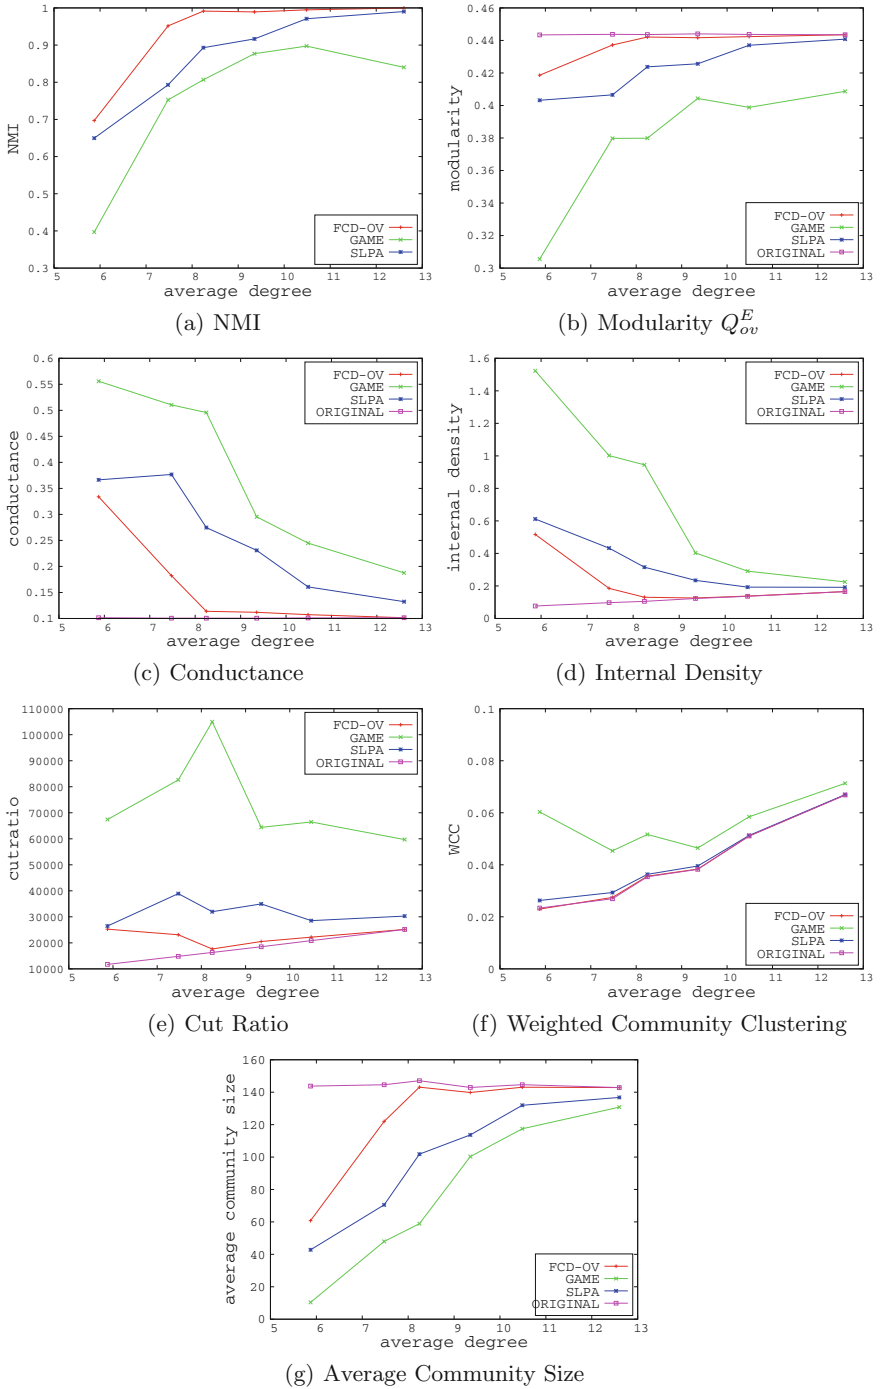 1
0.9
0.8
0.7
0.6
0.5
0.4
0.3
NMI
FCD-OV
GAME
SLPA
5 6 7 8 9 10 11 12 13
average degree
(a) NMI
0.46
0.44
0.42
0.4
0.38
0.36
0.34
0.32
0.3
modularity
FCD-OV
GAME
SLPA
ORIGINAL
5 6 7 8 9 10 11 12 13
average degree
(b) Modularity $Q_{ov}^{E}$
0.6
0.55
0.5
0.45
0.4
0.35
0.3
0.25
0.2
0.15
0.1
conductance
FCD-OV
GAME
SLPA
ORIGINAL
5 6 7 8 9 10 11 12 13
average degree
(c) Conductance
1.6
1.4
1.2
1
0.8
0.6
0.4
0.2
0
internal density
FCD-OV
GAME
SLPA
ORIGINAL
5 6 7 8 9 10 11 12 13
average degree
(d) Internal Density
110000
100000
90000
80000
70000
60000
50000
40000
30000
20000
10000
cutratio
FCD-OV
GAME
SLPA
ORIGINAL
5 6 7 8 9 10 11 12 13
average degree
(e) Cut Ratio
0.1
0.08
0.06
0.04
0.02
0
WCC
FCD-OV
GAME
SLPA
ORIGINAL
5 6 7 8 9 10 11 12 13
average degree
(f) Weighted Community Clustering
160
140
120
100
80
60
40
20
0
average community size
FCD-OV
GAME
SLPA
ORIGINAL
5 6 7 8 9 10 11 12 13
average degree
(g) Average Community Size